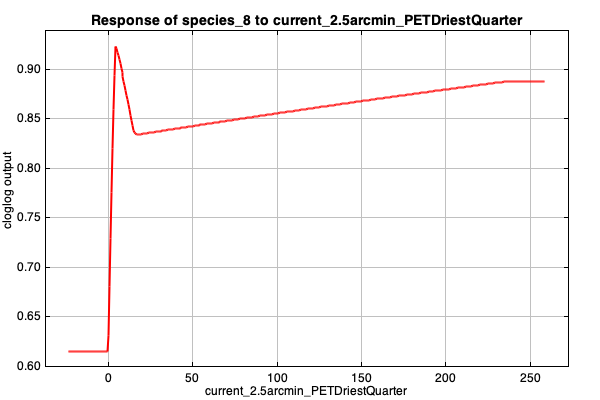 Response of species_8 to current_2.5arcmin_PETDriestQuarter
cloglog output
0.90
0.85
0.80
0.75
0.70
0.65
0.60
0 50 100 150 200 250
current_2.5arcmin_PETDriestQuarter